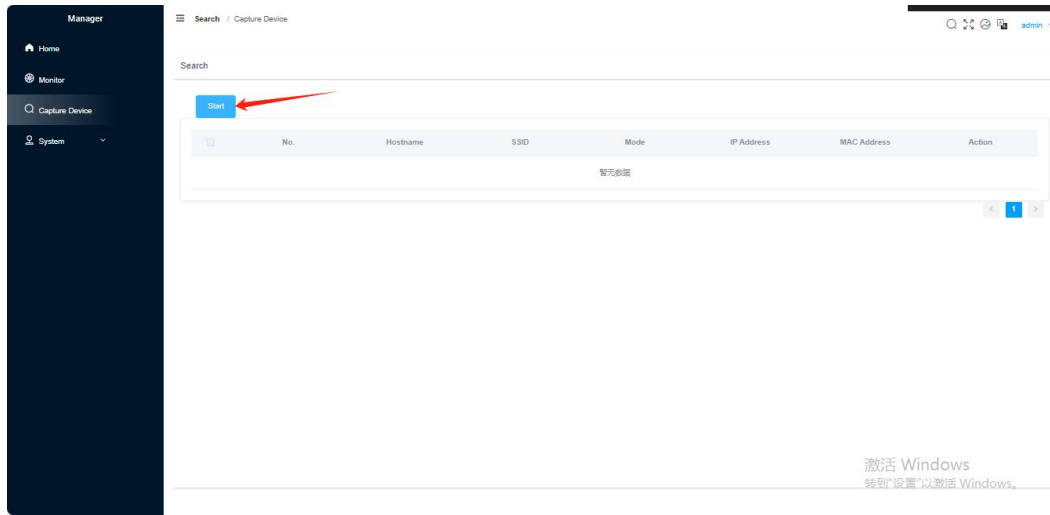 Manager
Search / Capture Device
admin
Home
Search
Monitor
Capture Device
Start
System
No. Hostname SSID Mode IP Address MAC Address Action
暂无数据
< 1 >
激活 Windows
转到"设置"以激活 Windows。